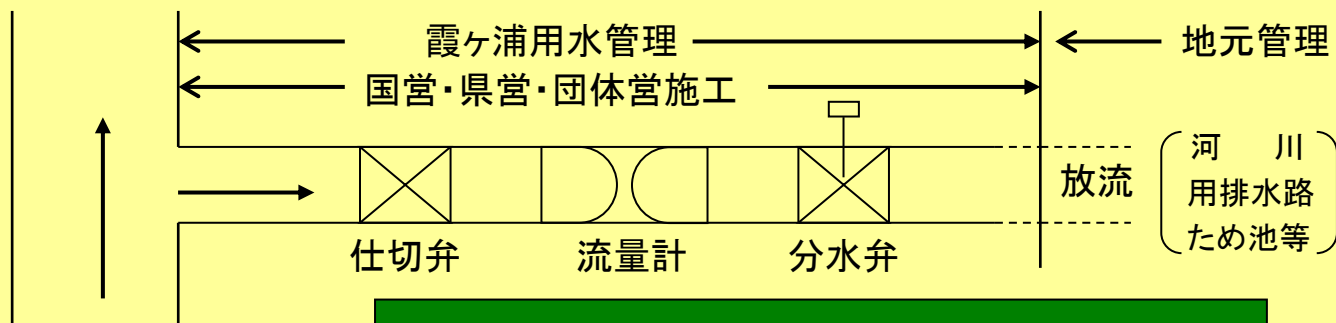 霞ヶ浦用水管理
地元管理
国営・県営・団体営施工
放流
河　川
用排水路
ため池等
仕切弁
流量計
分水弁